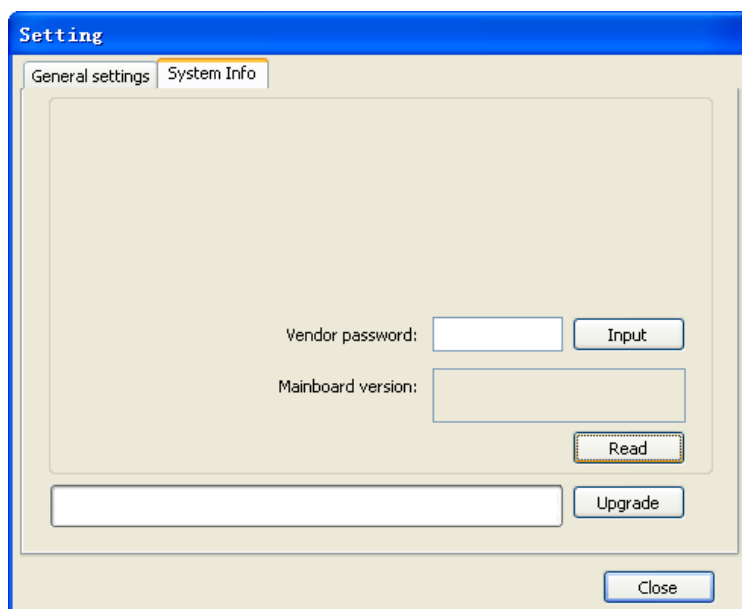 Setting
General settings System Info
Vendor password: Input
Mainboard version:
Read
Upgrade
Close